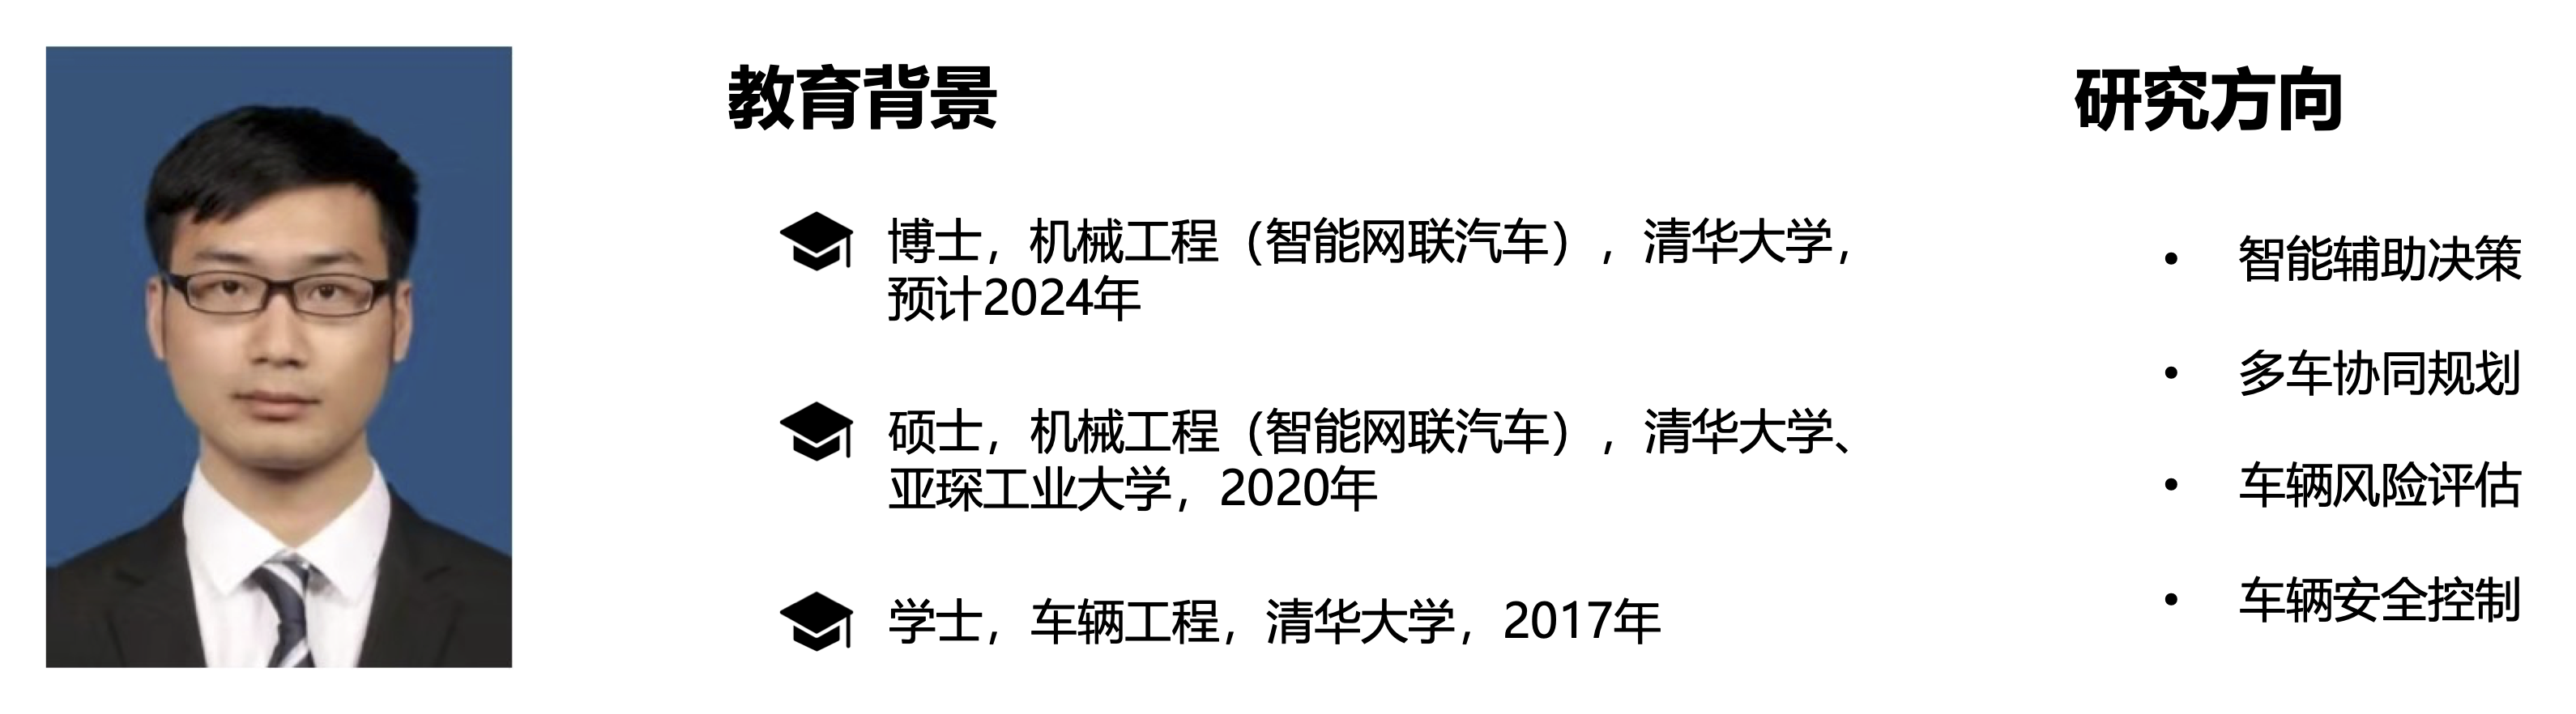 教育背景
博士，机械工程（智能网联汽车），清华大学，
预计2024年
硕士，机械工程（智能网联汽车），清华大学、
亚琛工业大学，2020年
学士，车辆工程，清华大学，2017年
研究方向
• 智能辅助决策
• 多车协同规划
• 车辆风险评估
• 车辆安全控制